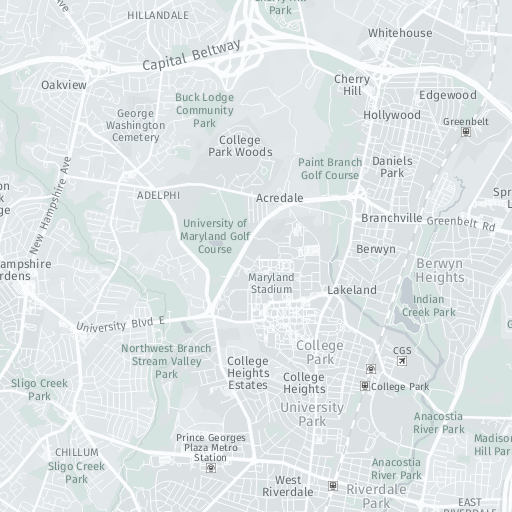 Park
HILLANDALE
Whitehouse
Capital Beltway
Oakview
Cherry
Hill
Edgewood
Buck Lodge
Community
Park
George
Washington
Cemetery
Hollywood
Greenbelt
College
Park Woods
Daniels
Park
Paint Branch
Golf Course
ADELPHI
Acredale
New Hampshire Ave
Branchville
Greenbelt Rd
University of
Maryland Golf
Course
Berwyn
Berwyn
Heights
Maryland
Stadium
Lakeland
Indian
Creek Park
University Blvd E
Northwest Branch
Stream Valley
Park
College
Park
CGS
College
Heights
Estates
College
Heights
College Park
Sligo Creek
Park
University
Park
Anacostia
River Park
Prince Georges
Plaza Metro
Station
Madison
Hill Par
CHILLUM
Sligo Creek
Park
Anacostia
River Park
West
Riverdale
Riverdale
Park
EAST